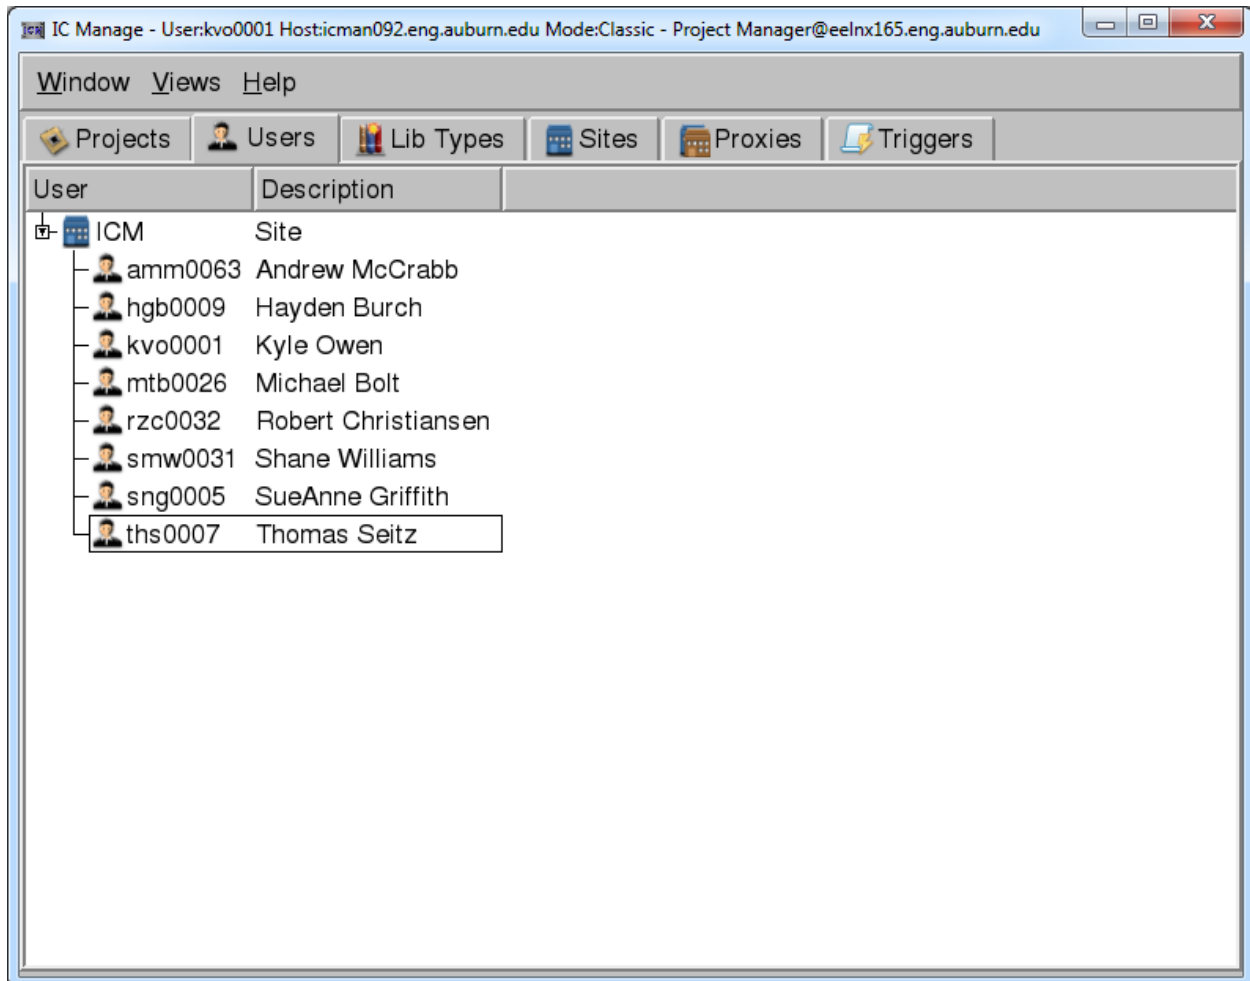 IC Manage - User:kvo0001 Host:icman092.eng.auburn.edu Mode:Classic - Project Manager@eelnx165.eng.auburn.edu
Window Views Help
Projects Users Lib Types Sites Proxies Triggers
User Description
ICM Site
amm0063 Andrew McCrabb
hgb0009 Hayden Burch
kvo0001 Kyle Owen
mtb0026 Michael Bolt
rzc0032 Robert Christiansen
smw0031 Shane Williams
sng0005 SueAnne Griffith
ths0007 Thomas Seitz